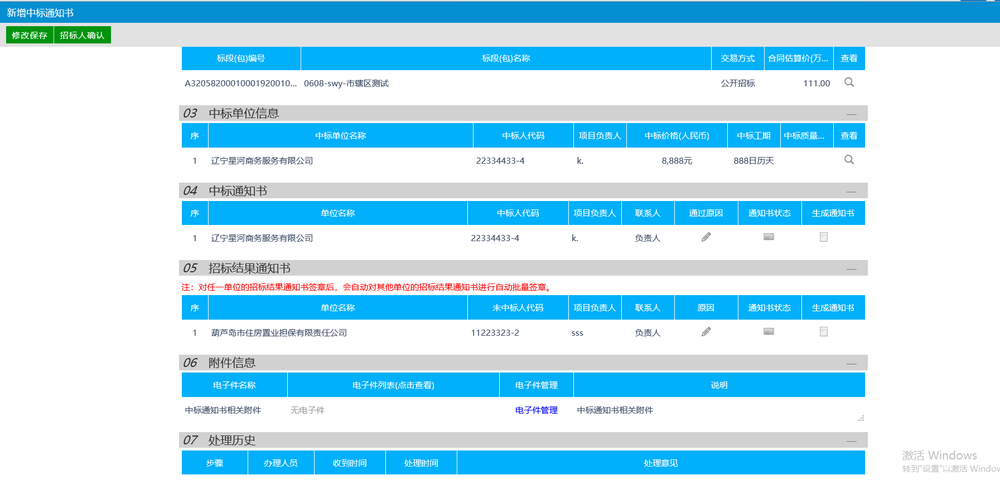 新增中标通知书
修改保存 招标人确认
标段(包)编号 标段(包)名称 交易方式 合同估算价(万... 查看
A32058200010001920010... 0608-swy-市辖区测试 公开招标 111.00
03 中标单位信息
序 中标单位名称 中标人代码 项目负责人 中标价格(人民币) 中标工期 中标质量... 查看
1 辽宁星河商务服务有限公司 22334433-4 k. 8,888元 888日历天
04 中标通知书
序 单位名称 中标人代码 项目负责人 联系人 通过原因 通知书状态 生成通知书
1 辽宁星河商务服务有限公司 22334433-4 k. 负责人
05 招标结果通知书
注：对任一单位的招标结果通知书签章后，会自动对其他单位的招标结果通知书进行自动批量签章。
序 单位名称 未中标人代码 项目负责人 联系人 原因 通知书状态 生成通知书
1 葫芦岛市住房置业担保有限责任公司 11223323-2 sss 负责人
06 附件信息
电子件名称 电子件列表(点击查看) 电子件管理 说明
中标通知书相关附件 无电子件 电子件管理 中标通知书相关附件
07 处理历史
步骤 办理人员 收到时间 处理时间 处理意见
激活 Windows
转到"设置"以激活 Window